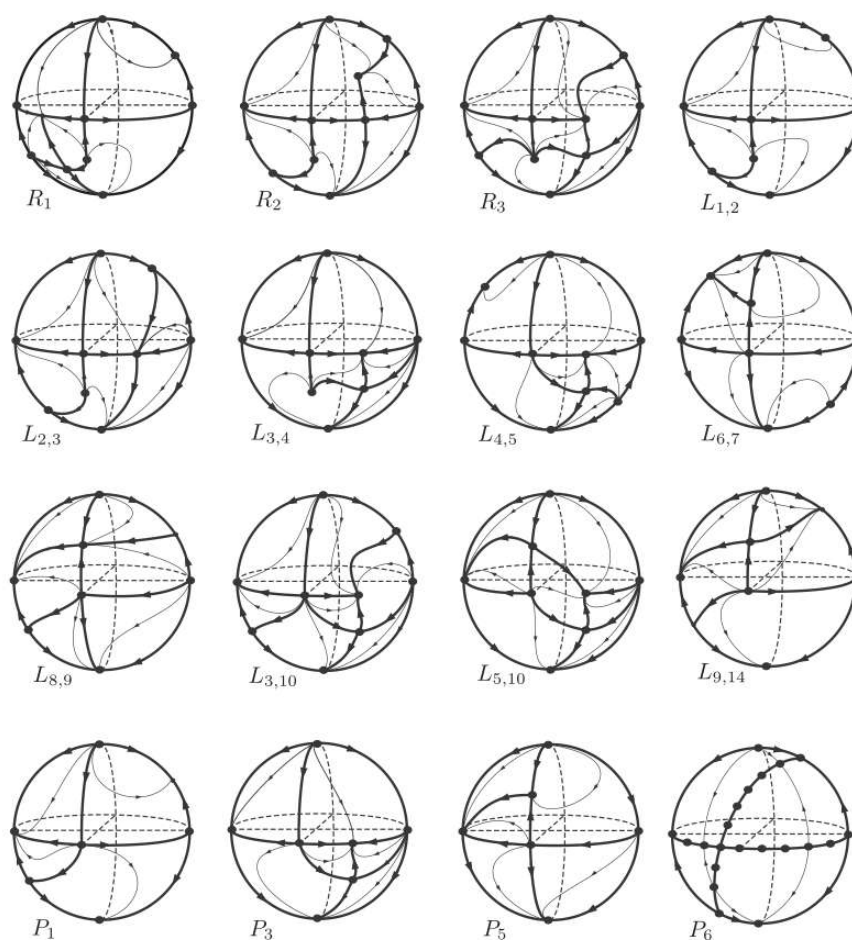 R₁ R₂ R₃ L₁,₂
L₂,₃ L₃,₄ L₄,₅ L₆,₇
L₈,₉ L₃,₁₀ L₅,₁₀ L₉,₁₄
P₁ P₃ P₅ P₆